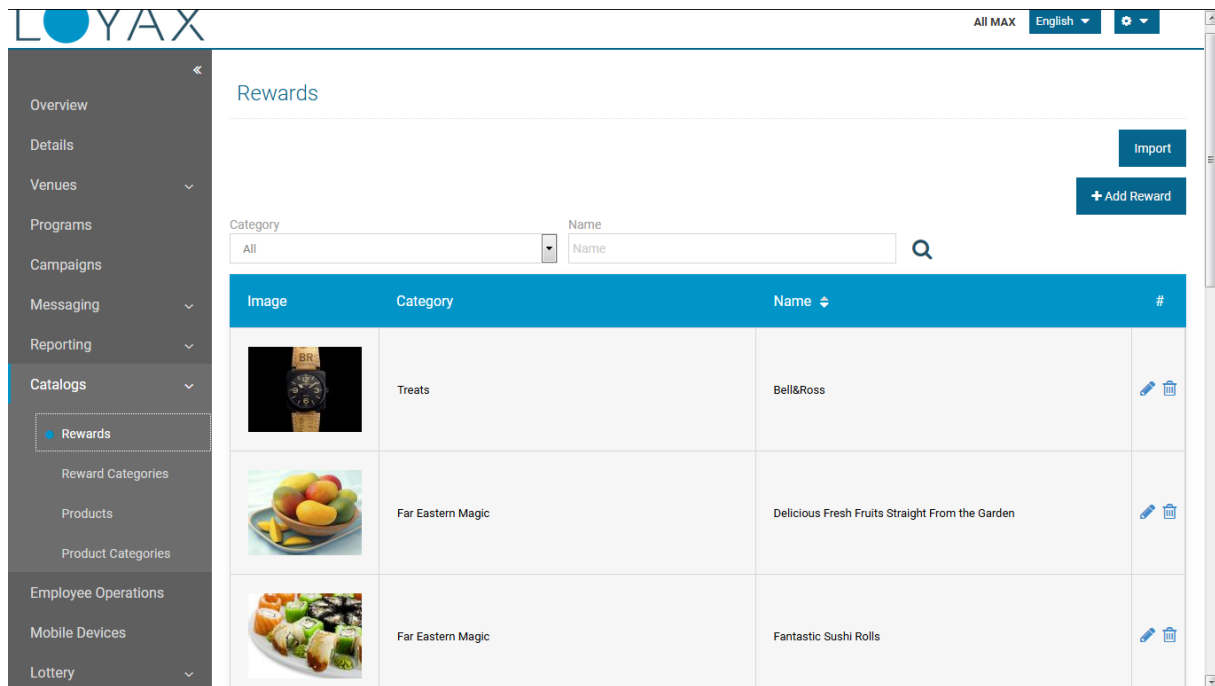 LOYAX
All MAX English
Overview
Details
Venues
Programs
Campaigns
Messaging
Reporting
Catalogs
Rewards
Reward Categories
Products
Product Categories
Employee Operations
Mobile Devices
Lottery
Rewards
Import
+ Add Reward
Category Name
All Name
Image Category Name #
BR
Treats Bell&Ross
Far Eastern Magic Delicious Fresh Fruits Straight From the Garden
Far Eastern Magic Fantastic Sushi Rolls